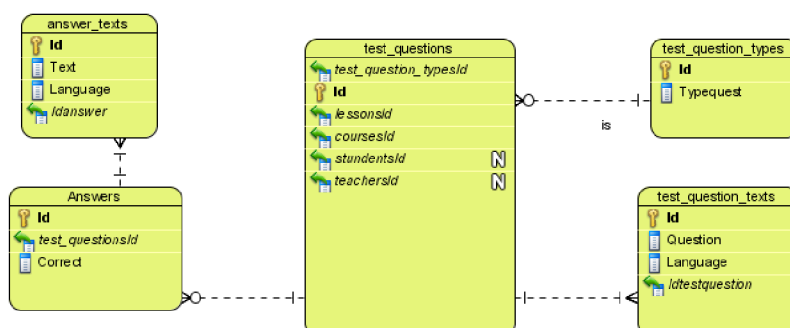 answer_texts
Id
Text
Language
Idanswer
test_questions
test_question_typesId
Id
lessonsId
coursesId
stundentsId N
teachersId N
test_question_types
Id
Typequest
is
Answers
Id
test_questionsId
Correct
test_question_texts
Id
Question
Language
Idtestquestion